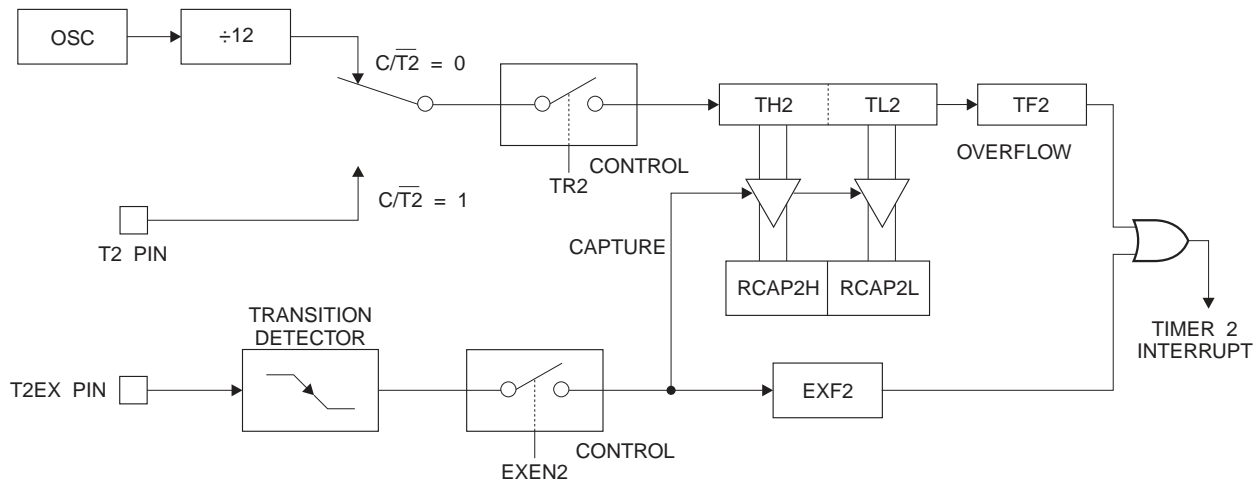 OSC
÷12
C/T2 = 0
TH2
TL2
TF2
CONTROL
TR2
OVERFLOW
C/T2 = 1
T2 PIN
CAPTURE
RCAP2H
RCAP2L
TRANSITION
DETECTOR
TIMER 2
INTERRUPT
T2EX PIN
EXF2
CONTROL
EXEN2